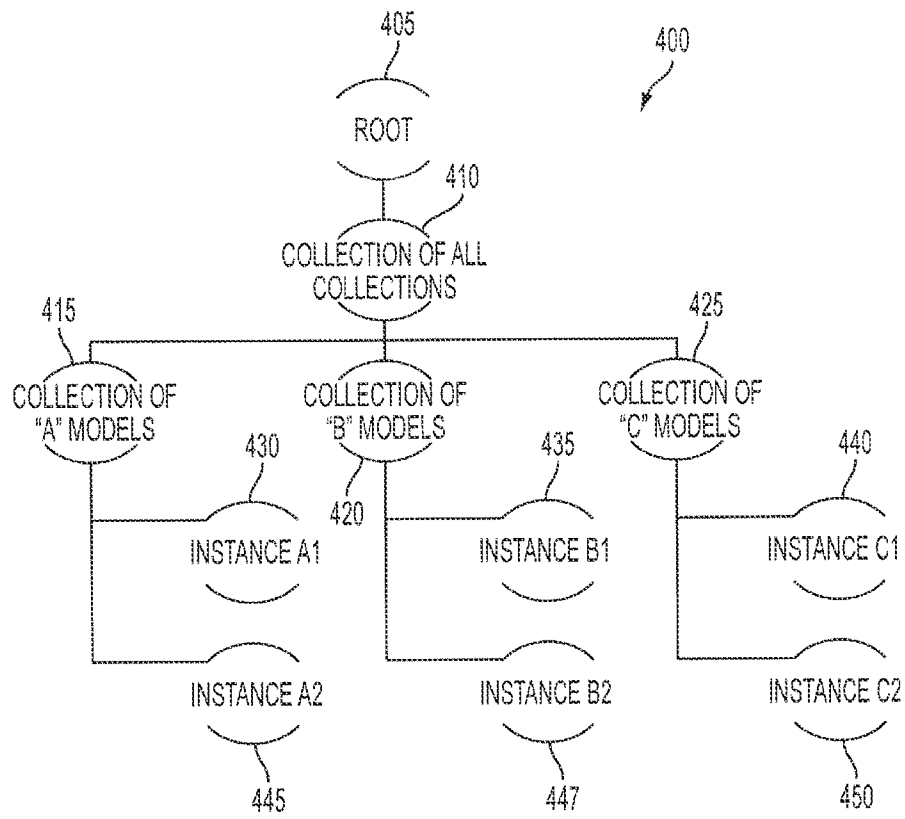 405
400
ROOT
410
COLLECTION OF ALL
COLLECTIONS
415
425
COLLECTION OF
"A" MODELS
COLLECTION OF
"B" MODELS
COLLECTION OF
"C" MODELS
430
420
435
440
INSTANCE A1
INSTANCE B1
INSTANCE C1
INSTANCE A2
INSTANCE B2
INSTANCE C2
445
447
450